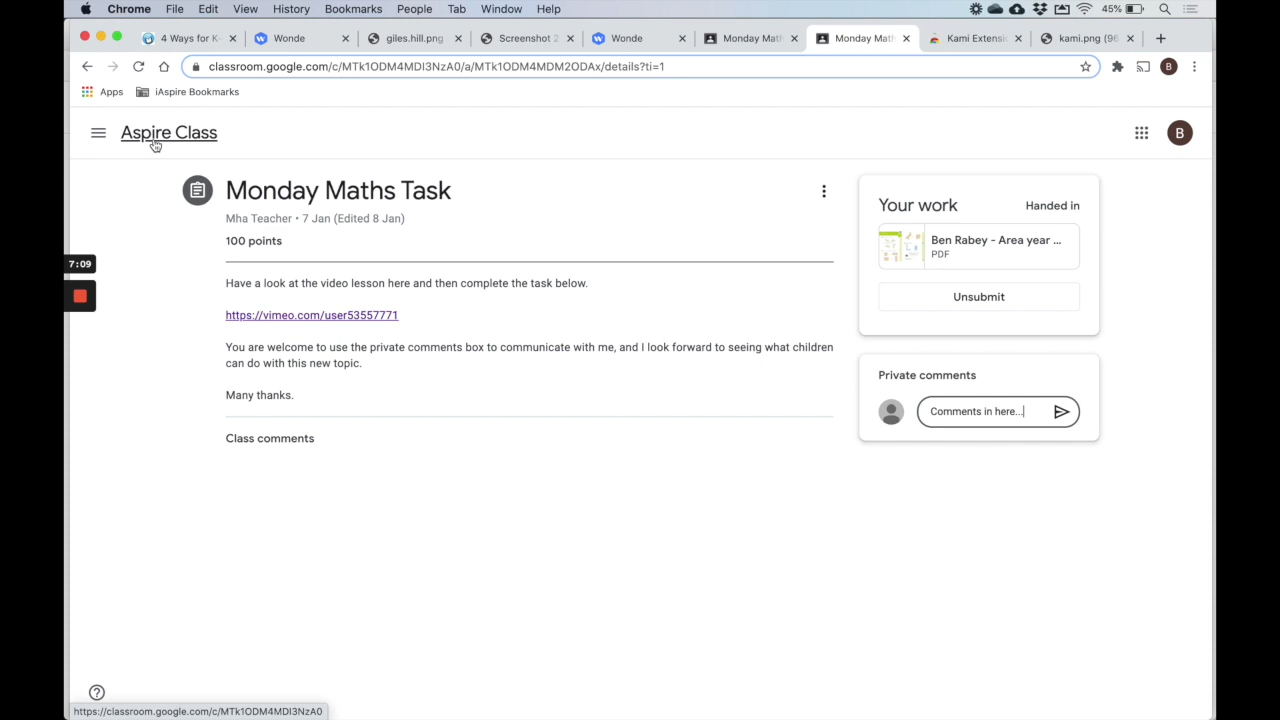 Chrome File Edit View History Bookmarks People Tab Window Help 45%
4 Ways for K- Wonde giles.hill.png Screenshot 2 Wonde Monday Math Monday Math Kami Extensio kami.png (96
classroom.google.com/c/MTk1ODM4MDI3NzA0/a/MTk1ODM4MDM2ODAx/details?ti=1 B
Apps iAspire Bookmarks
Aspire Class B
Monday Maths Task
Mha Teacher • 7 Jan (Edited 8 Jan)
100 points
Have a look at the video lesson here and then complete the task below.
https://vimeo.com/user53557771
You are welcome to use the private comments box to communicate with me, and I look forward to seeing what children
can do with this new topic.
Many thanks.
Class comments
Your work Handed in
Ben Rabey - Area year ...
PDF
Unsubmit
Private comments
Comments in here...
7:09
https://classroom.google.com/c/MTk1ODM4MDI3NzA0